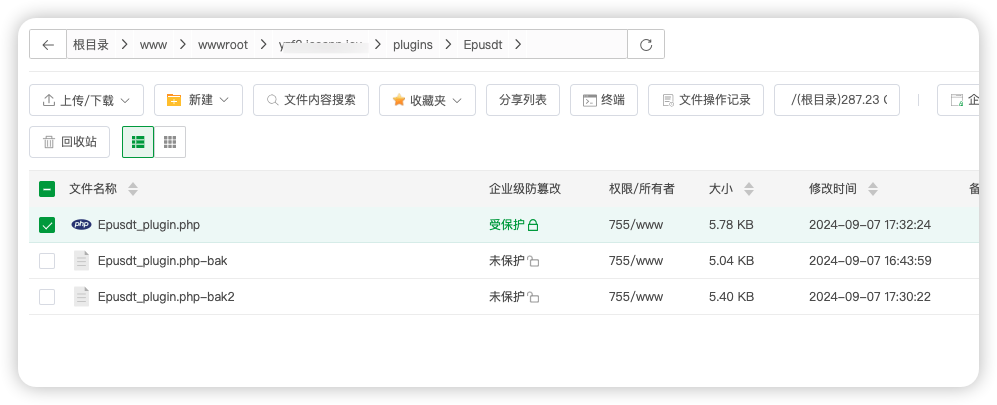 根目录 www wwwroot plugins Epusdt
上传/下载 新建 文件内容搜索 收藏夹 分享列表 终端 文件操作记录 /(根目录)287.23 企
回收站
文件名称 企业级防篡改 权限/所有者 大小 修改时间 备
php Epusdt_plugin.php 受保护 755/www 5.78 KB 2024-09-07 17:32:24
Epusdt_plugin.php-bak 未保护 755/www 5.04 KB 2024-09-07 16:43:59
Epusdt_plugin.php-bak2 未保护 755/www 5.40 KB 2024-09-07 17:30:22